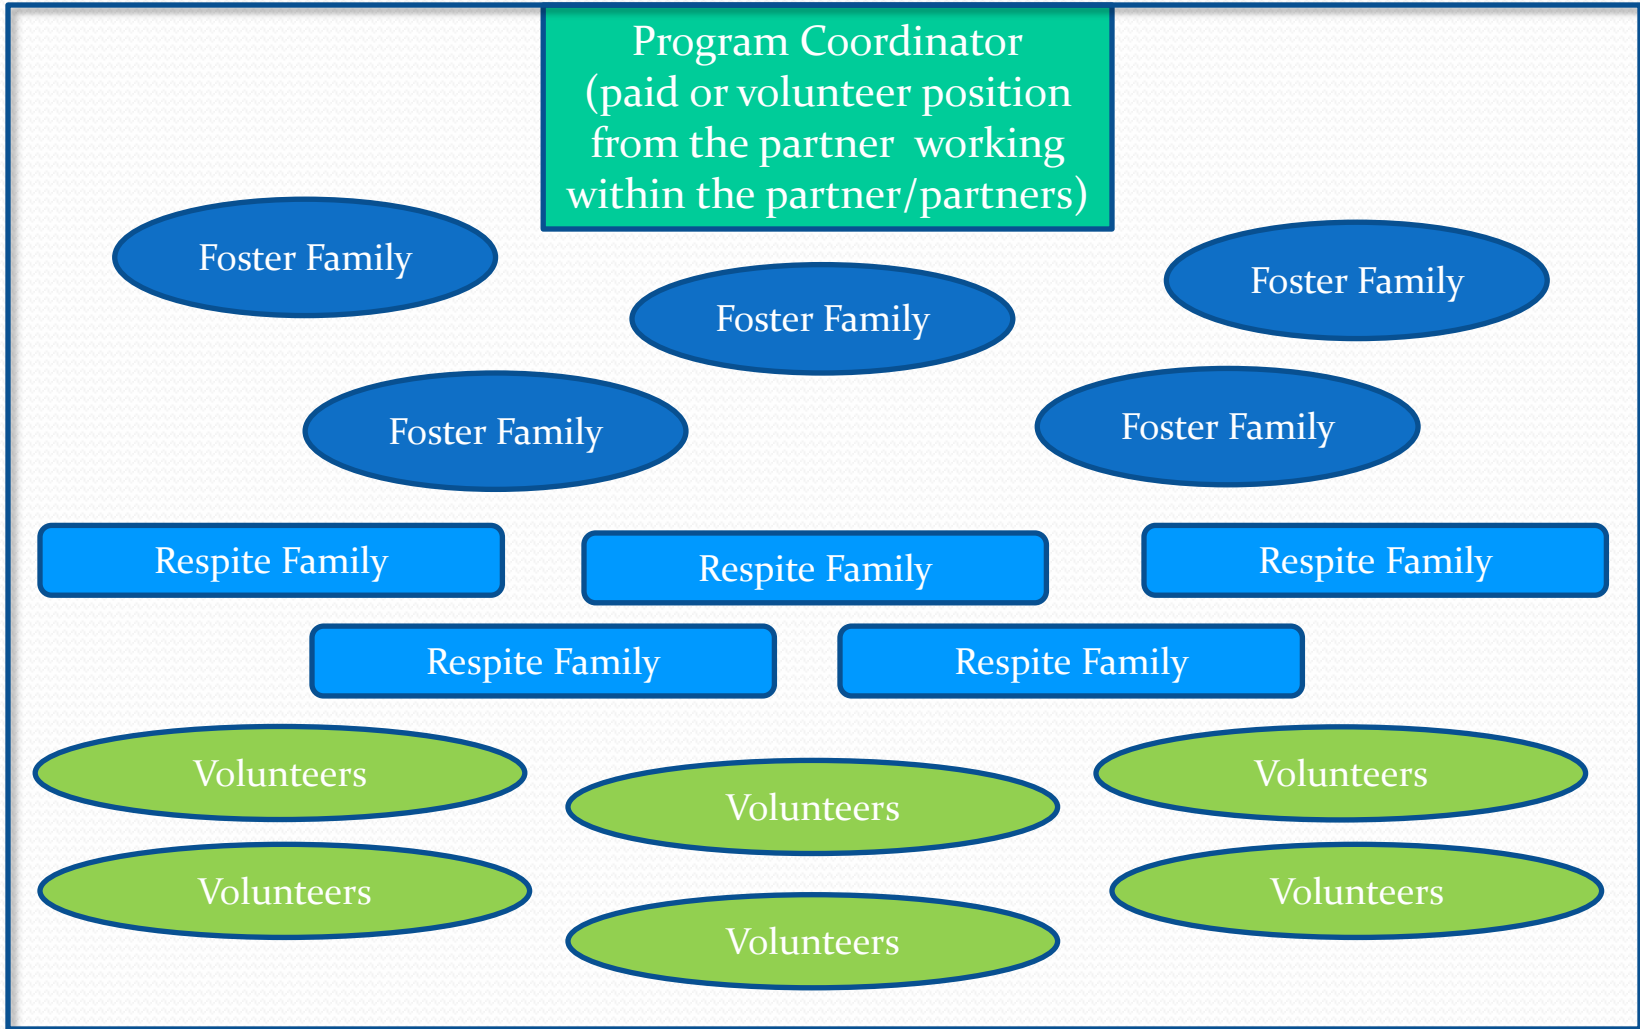 Program Coordinator
(paid or volunteer position
from the partner  working
within the partner/partners)
Foster Family
Foster Family
Foster Family
Foster Family
Foster Family
Respite Family
Respite Family
Respite Family
Respite Family
Respite Family
Volunteers
Volunteers
Volunteers
Volunteers
Volunteers
Volunteers